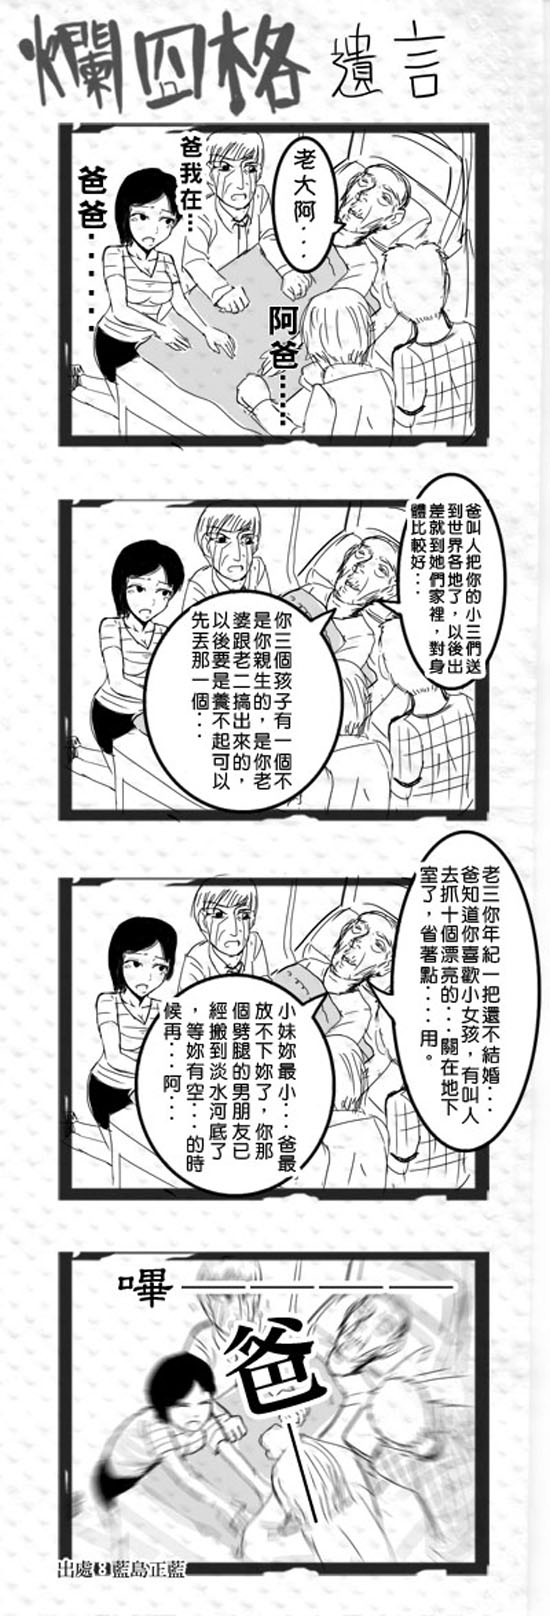 爛囧格 遺言
老大阿...
爸我在...
爸爸......
阿爸......
爸叫人把你的小三們送
到世界各地了，以後出
差就到她們家裡，對身
體比較好...
你三個孩子有一個不
是你親生的，是你老
婆跟老二搞出來的，
以後要是養不起可以
先丟那一個...
老三你年紀一把還不結婚...
爸知道你喜歡小女孩，有叫人
去抓十個漂亮的...關在地下
室了，省著點...用。
小妹妳最小...爸最
放不下妳了，你那
個劈腿的男朋友已
經搬到淡水河底了
，等妳有空...的時
候再...阿...
嗶—————
爸—
出處：藍島正藍